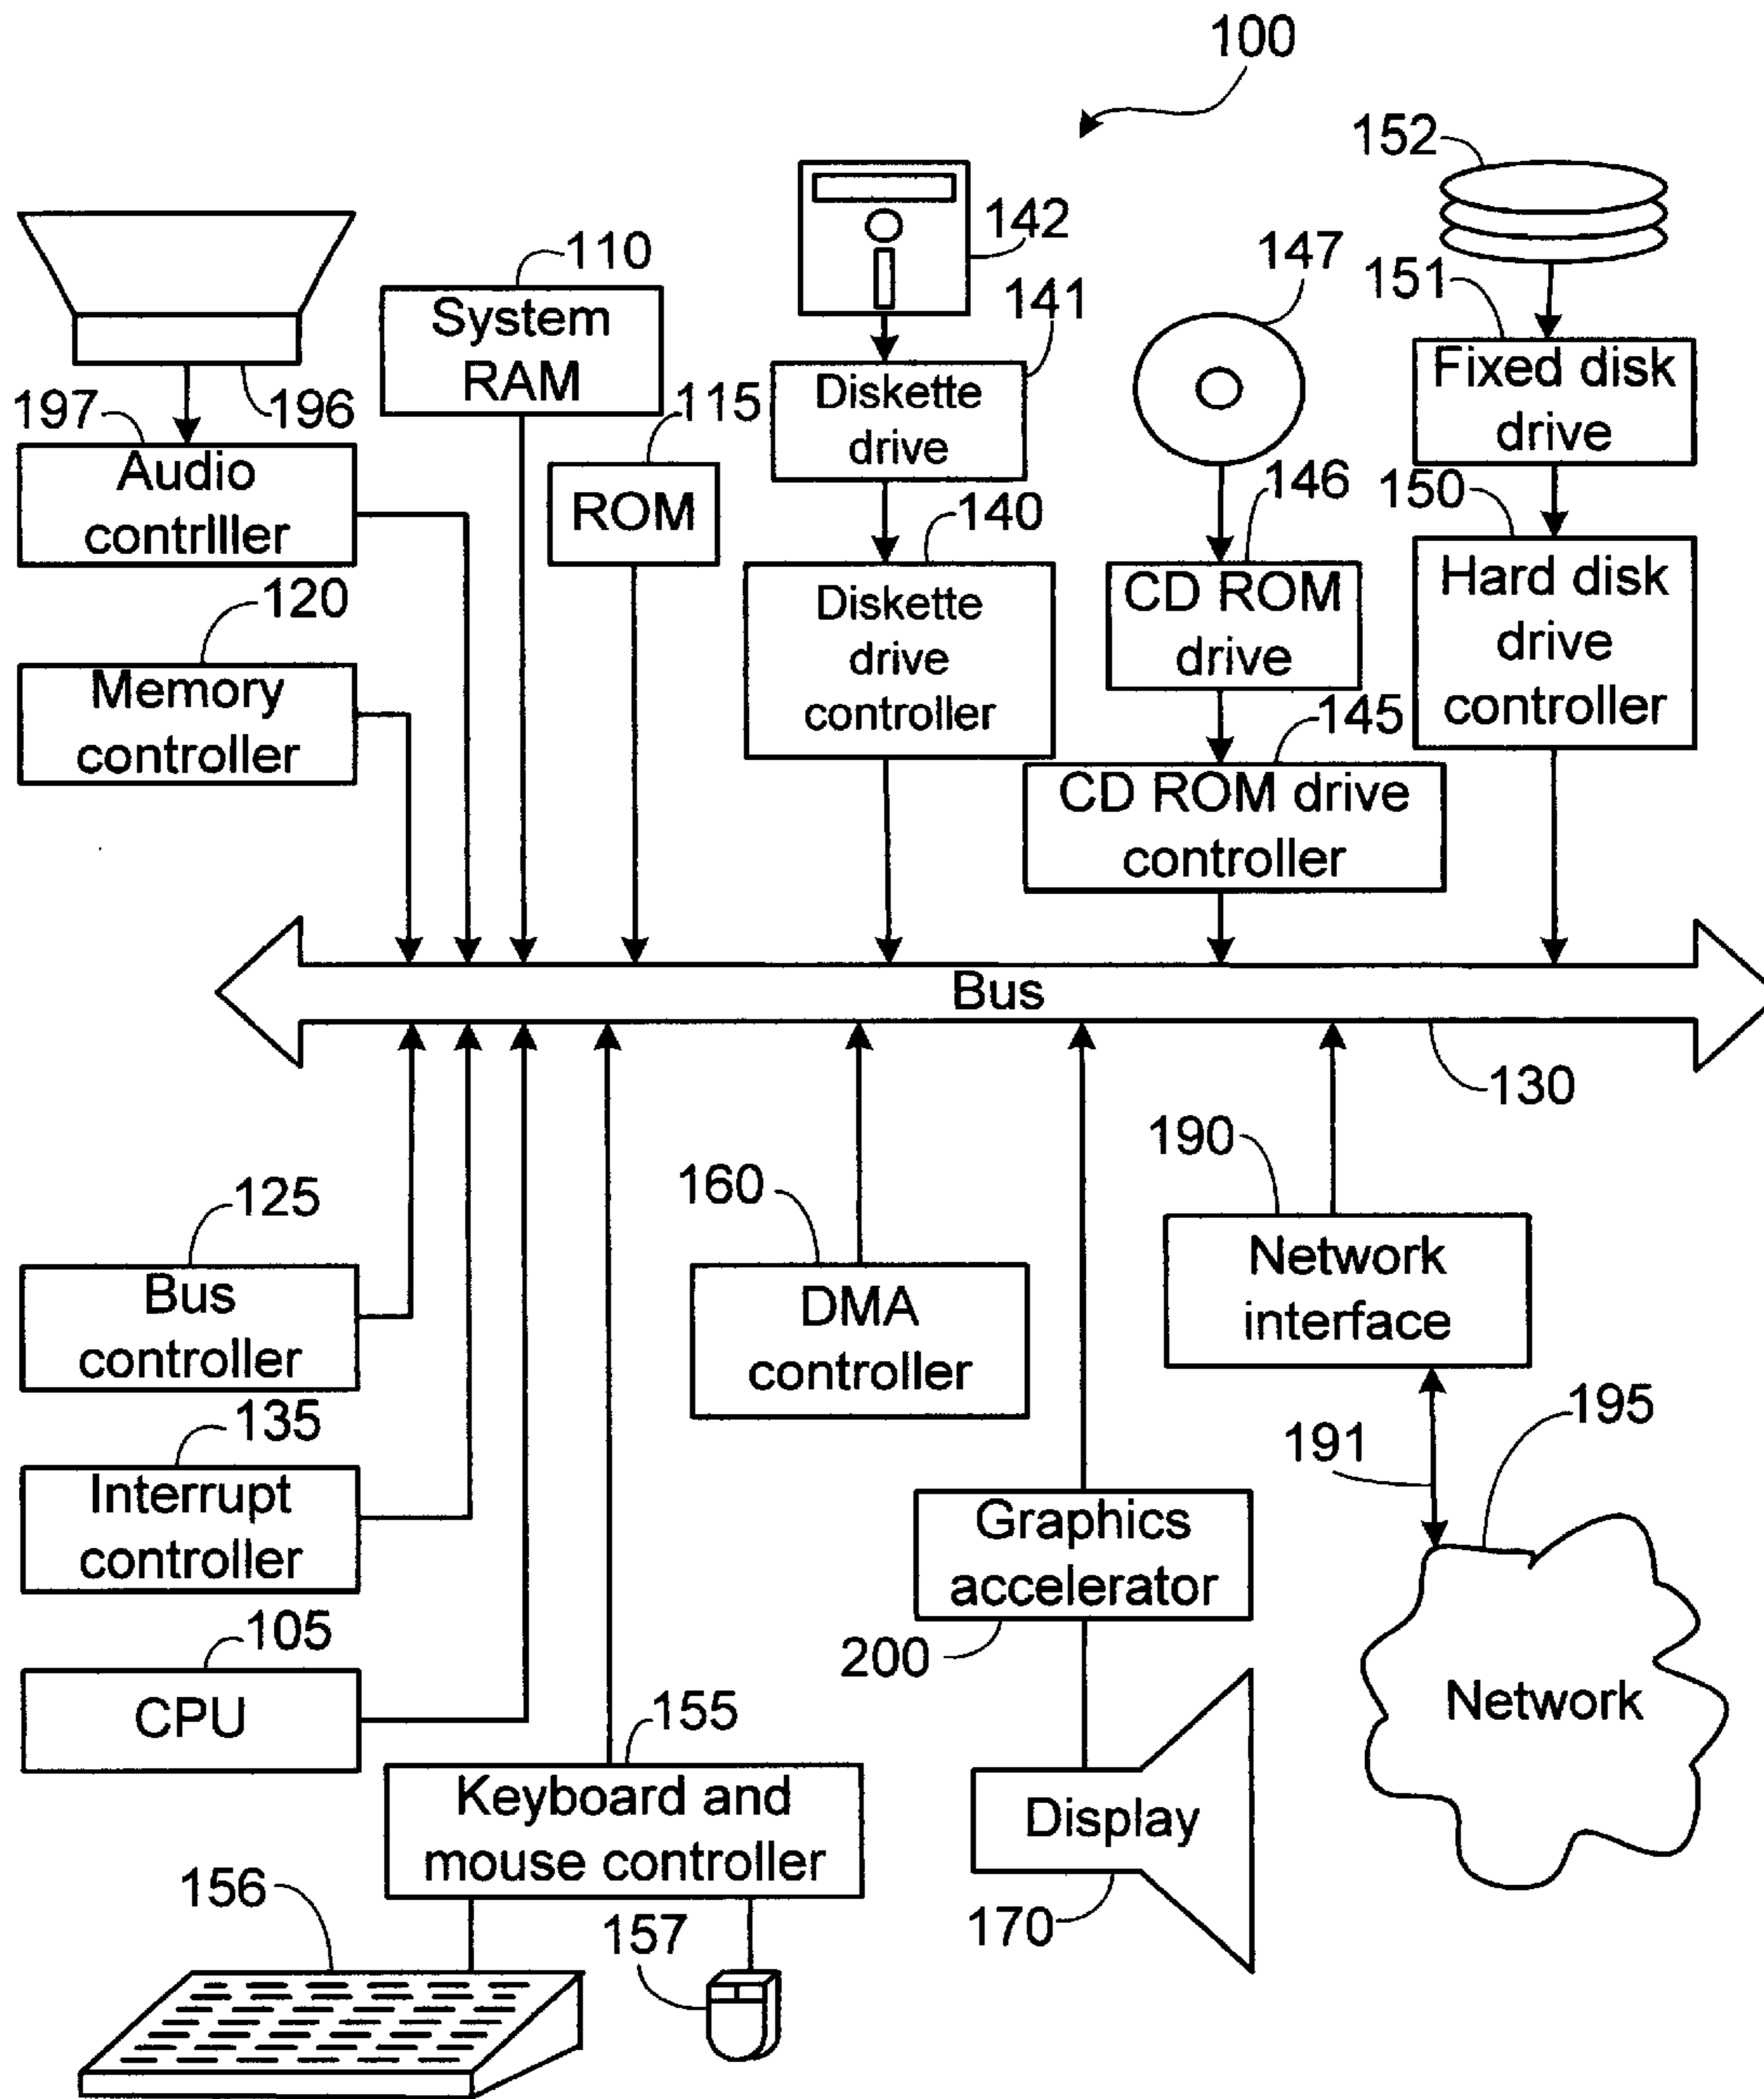 100
152
142
110
147
141
151
System
RAM
Diskette
drive
Fixed disk
drive
197
196
115
Audio
contrlller
ROM
140
146
150
Diskette
drive
controller
CD ROM
drive
Hard disk
drive
controller
120
Memory
controller
145
CD ROM drive
controller
Bus
130
190
125
160
Bus
controller
DMA
controller
Network
interface
135
191
195
Interrupt
controller
Graphics
accelerator
105
200
CPU
155
Network
Keyboard and
mouse controller
Display
156
157
170